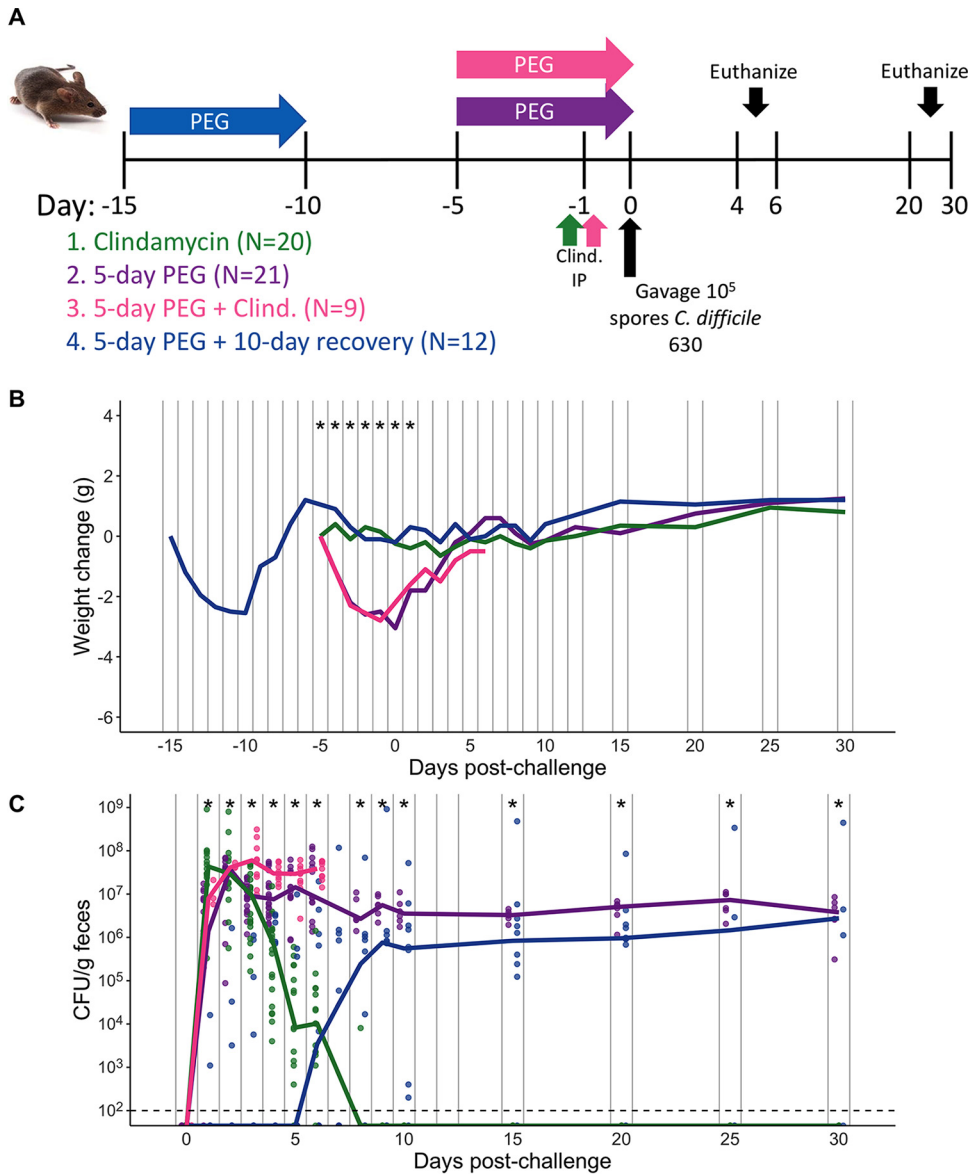 A
PEG
PEG
PEG
Euthanize
Euthanize
Day: -15 -10 -5 -1 0 4 6 20 30
1. Clindamycin (N=20)
2. 5-day PEG (N=21)
3. 5-day PEG + Clind. (N=9)
4. 5-day PEG + 10-day recovery (N=12)
Clind.
IP
Gavage 10⁵
spores C. difficile
630
B
* * * * * * *
4
2
0
-2
-4
-6
Weight change (g)
-15 -10 -5 0 5 10 15 20 25 30
Days post-challenge
C
* * * * * * * * * * * * *
10⁹
10⁸
10⁷
10⁶
10⁵
10⁴
10³
10²
CFU/g feces
0 5 10 15 20 25 30
Days post-challenge